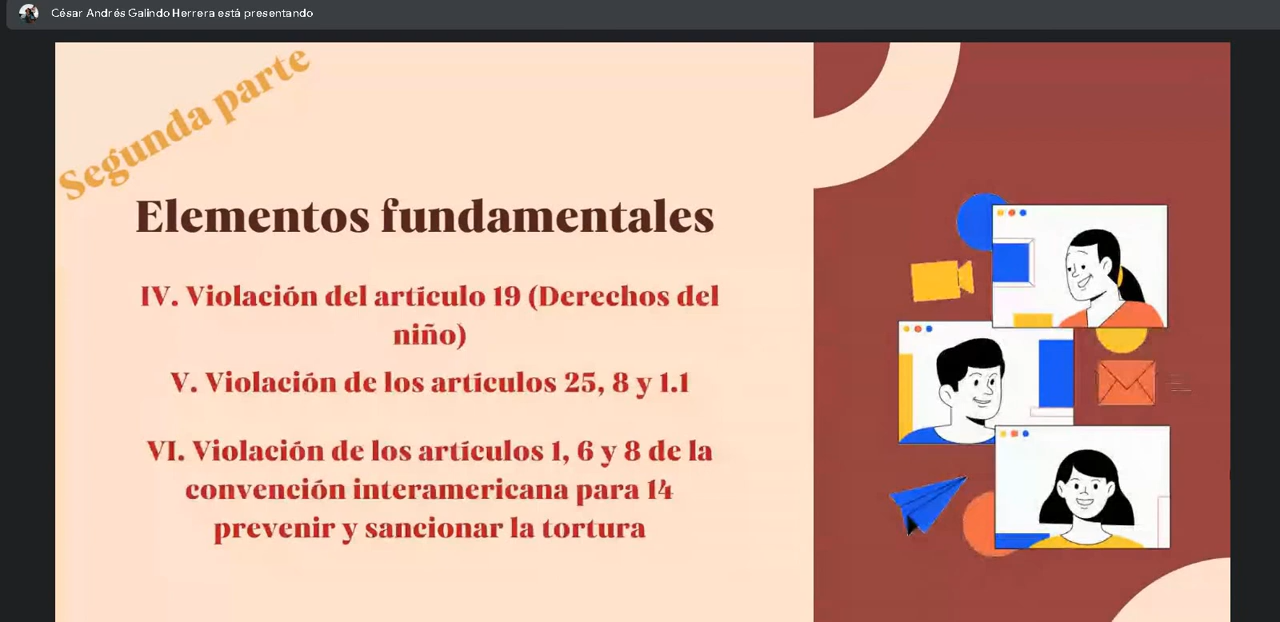 César Andrés Galindo Herrera está presentando
Segunda parte
Elementos fundamentales
IV. Violación del artículo 19 (Derechos del
niño)
V. Violación de los artículos 25, 8 y 1.1
VI. Violación de los artículos 1, 6 y 8 de la
convención interamericana para 14
prevenir y sancionar la tortura